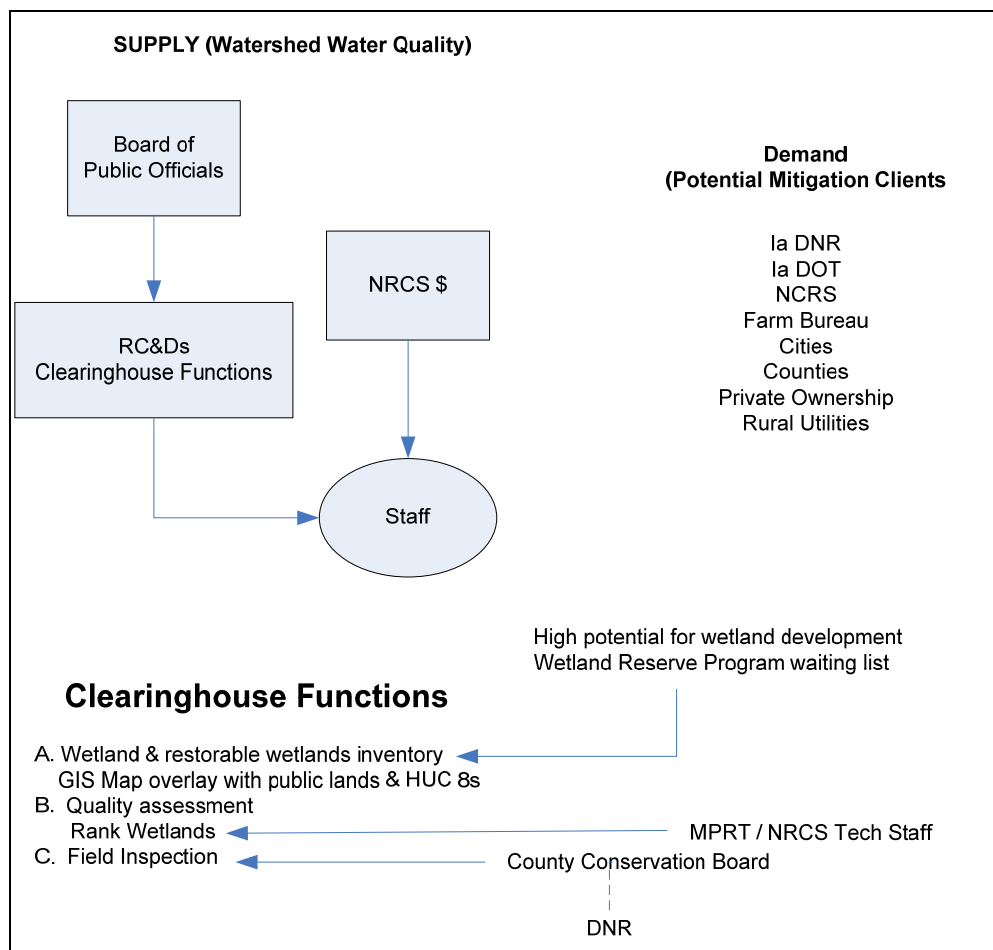 SUPPLY (Watershed Water Quality)
Board of
Public Officials
NRCS $
RC&Ds
Clearinghouse Functions
Staff
Demand
(Potential Mitigation Clients
Ia DNR
Ia DOT
NCRS
Farm Bureau
Cities
Counties
Private Ownership
Rural Utilities
High potential for wetland development
Wetland Reserve Program waiting list
Clearinghouse Functions
A. Wetland & restorable wetlands inventory
GIS Map overlay with public lands & HUC 8s
B. Quality assessment
Rank Wetlands
MPRT / NRCS Tech Staff
C. Field Inspection
County Conservation Board
DNR